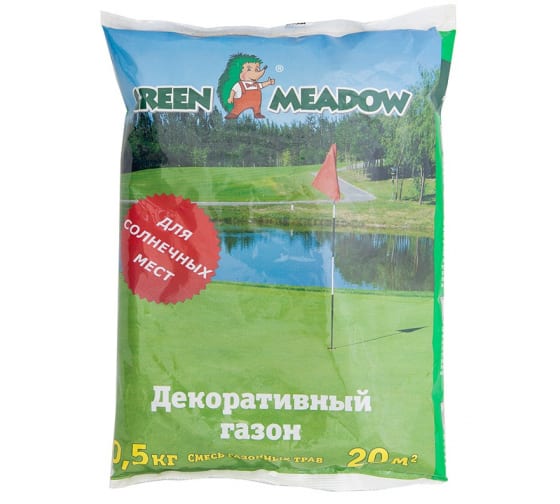 GREEN MEADOW
®
ДЛЯ
СОЛНЕЧНЫХ
МЕСТ
Декоративный
газон
0,5кг СМЕСЬ ГАЗОННЫХ ТРАВ 20 м²